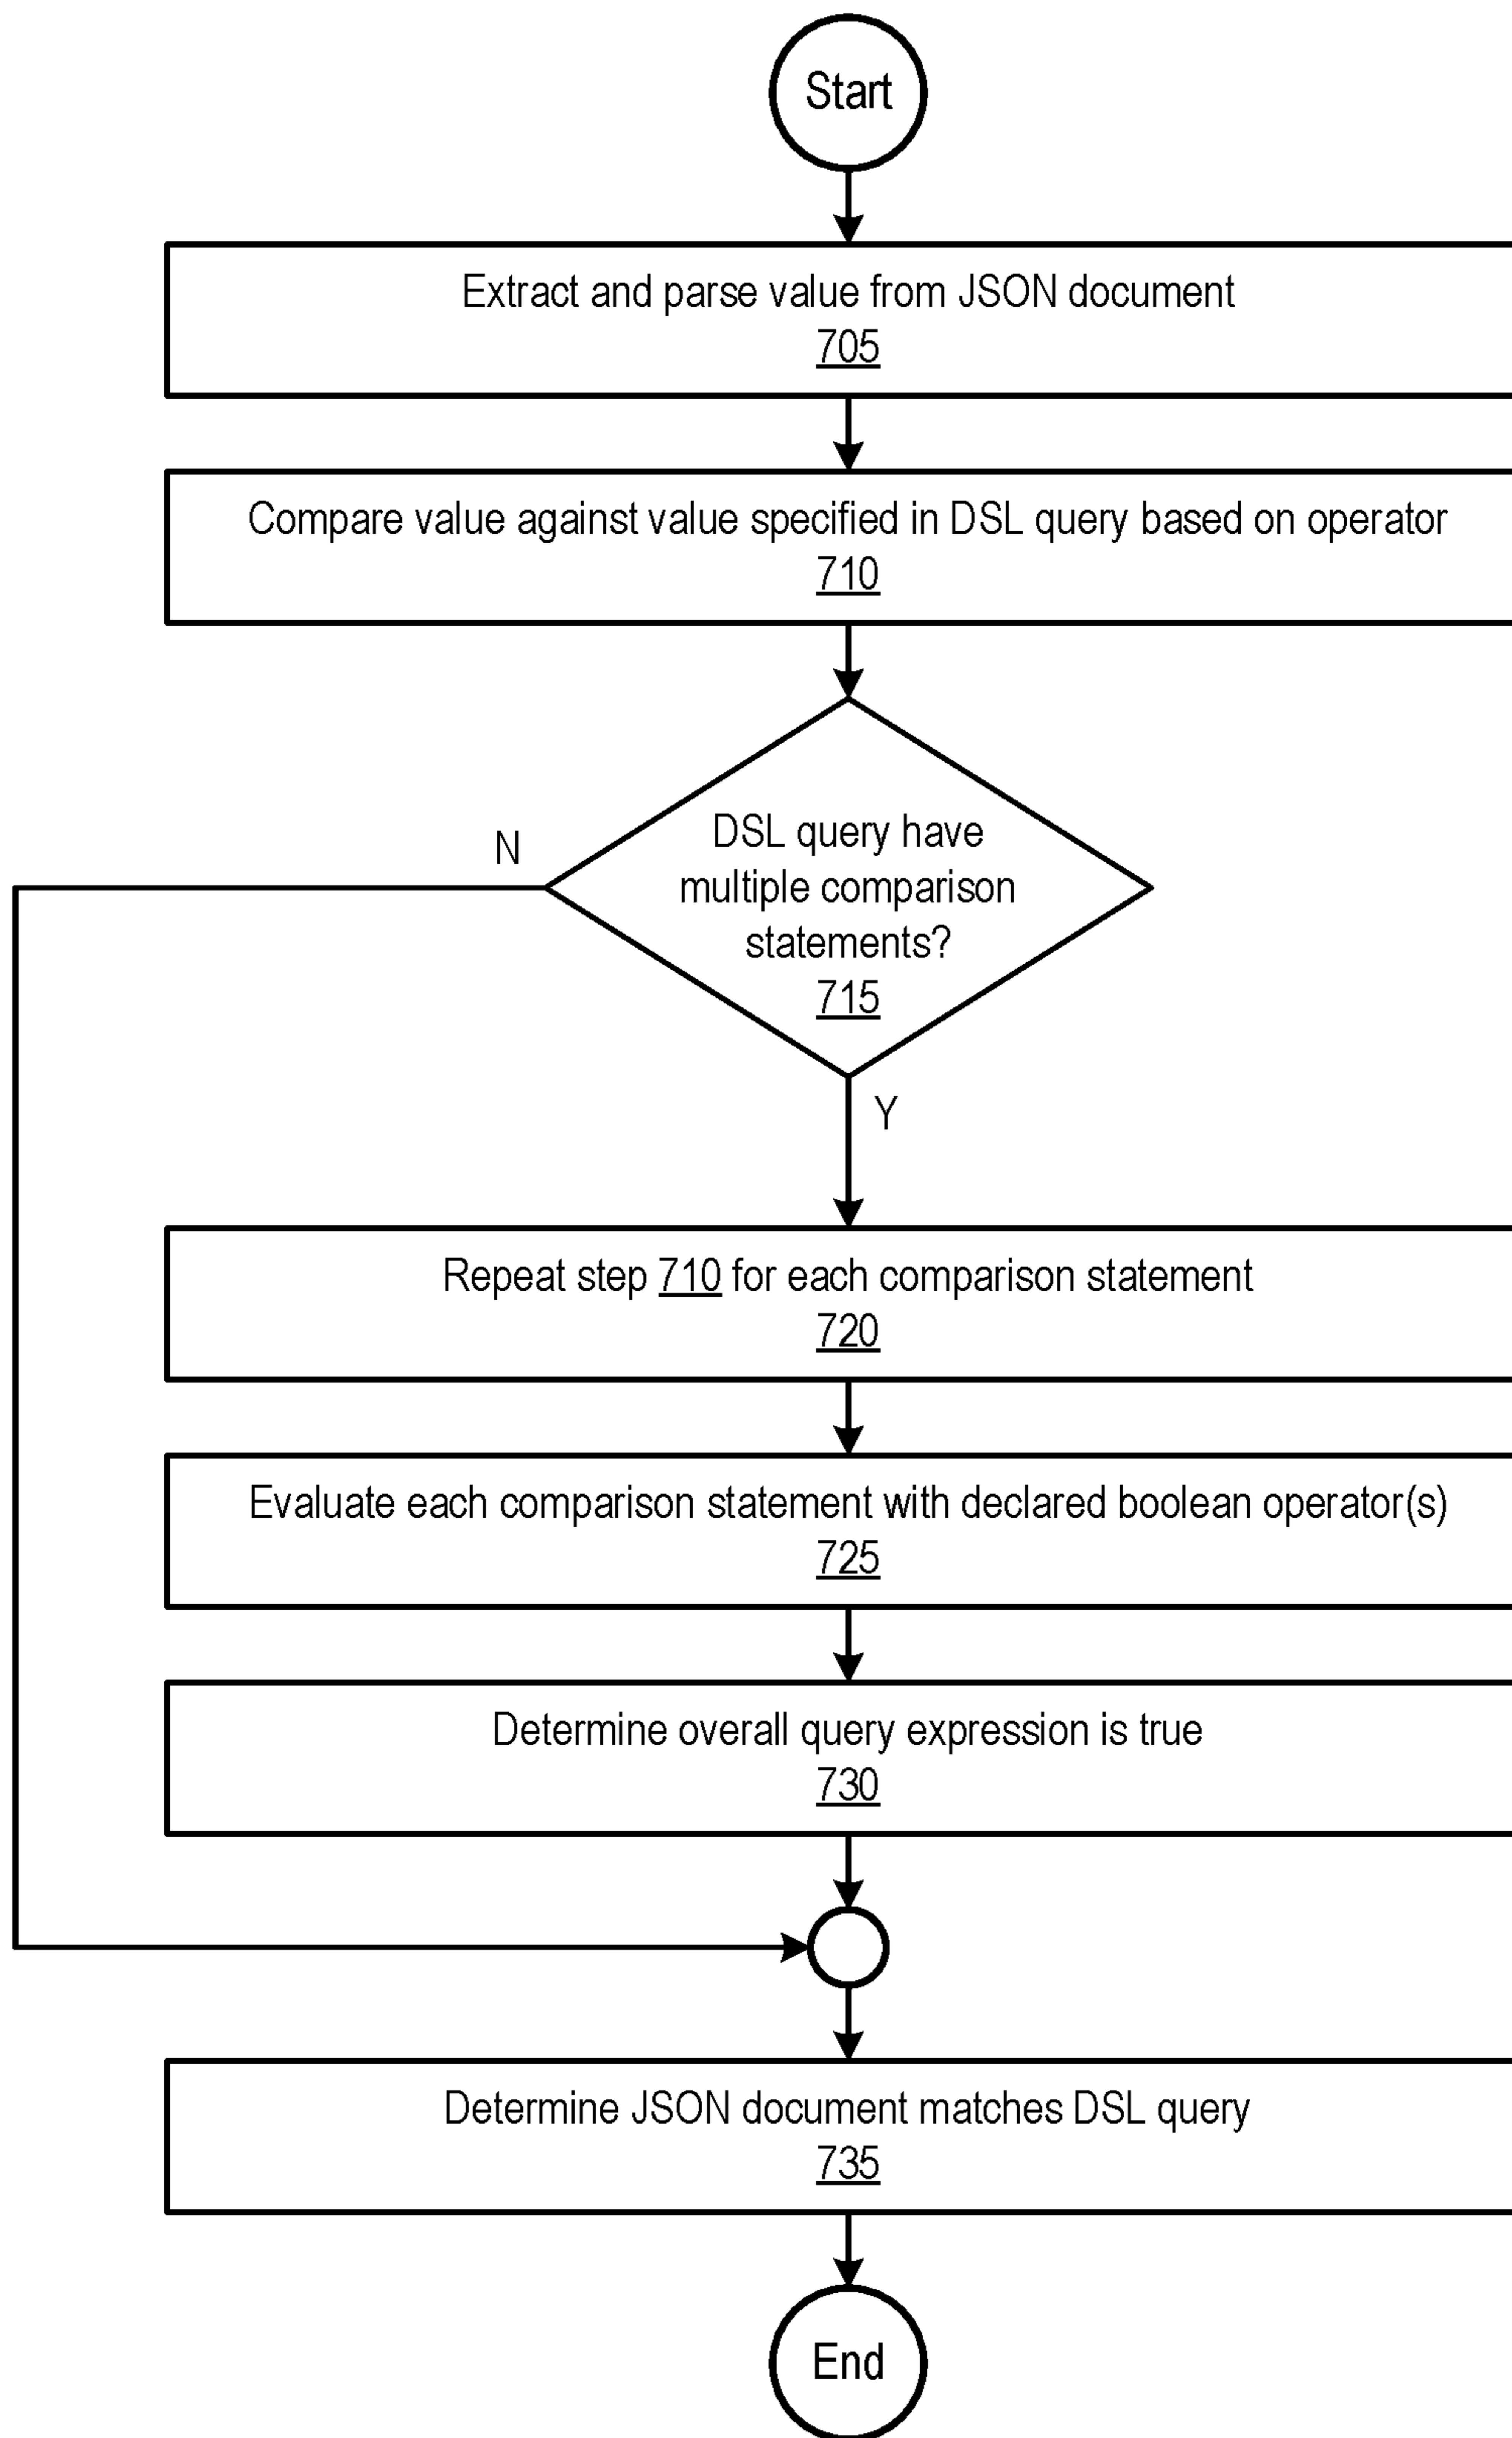 Start
Extract and parse value from JSON document
705
Compare value against value specified in DSL query based on operator
710
DSL query have
multiple comparison
statements?
715
N
Y
Repeat step 710 for each comparison statement
720
Evaluate each comparison statement with declared boolean operator(s)
725
Determine overall query expression is true
730
Determine JSON document matches DSL query
735
End